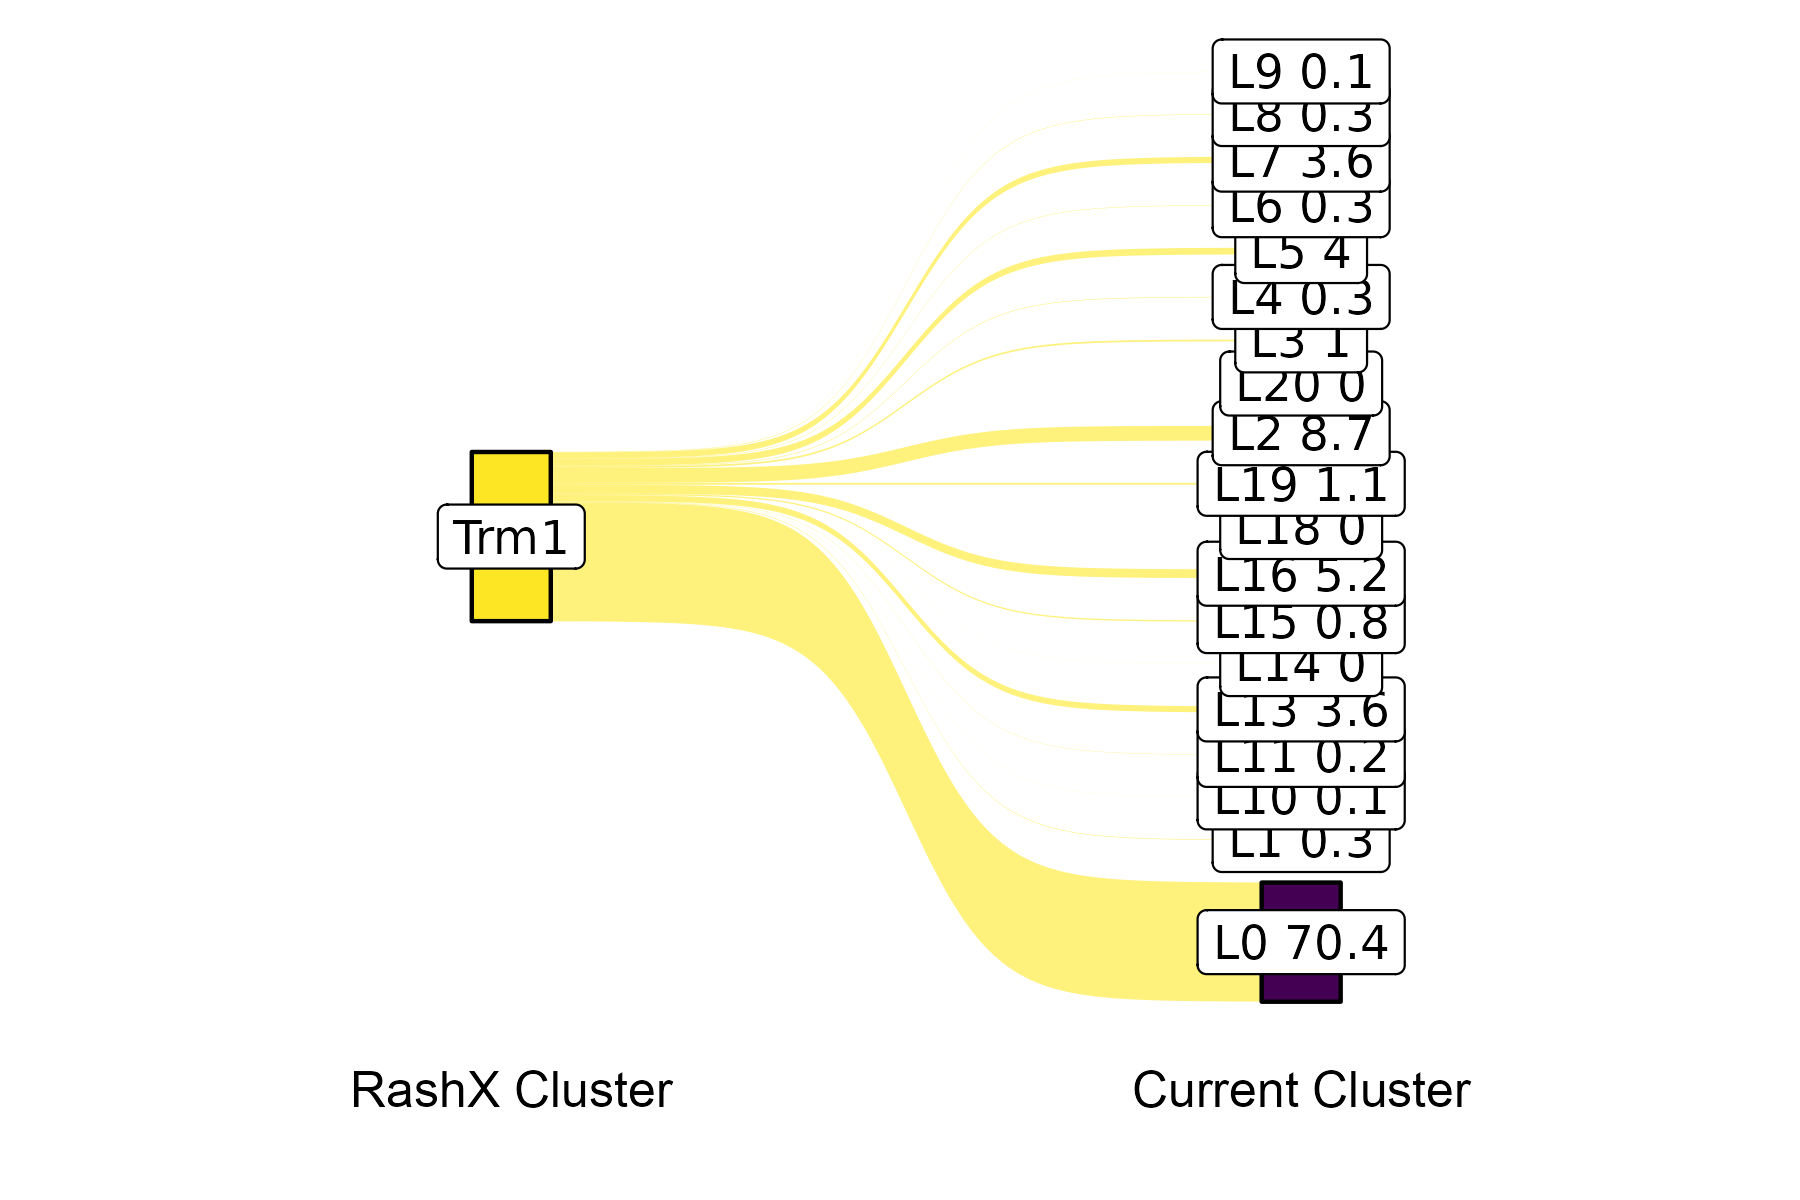 L9 0.1
L8 0.3
L7 3.6
L6 0.3
L5 4
L4 0.3
L3 1
L20 0
L2 8.7
L19 1.1
L18 0
L16 5.2
L15 0.8
L14 0
L13 3.6
L11 0.2
L10 0.1
L1 0.3
L0 70.4
Trm1
RashX Cluster
Current Cluster